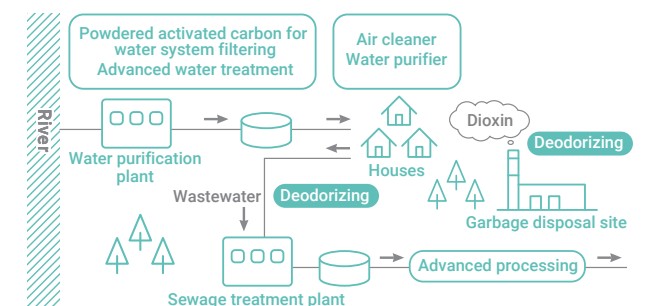 Powdered activated carbon for
water system filtering
Advanced water treatment
Air cleaner
Water purifier
River
Dioxin
Deodorizing
Water purification
plant
Houses
Wastewater
Deodorizing
Garbage disposal site
Advanced processing
Sewage treatment plant